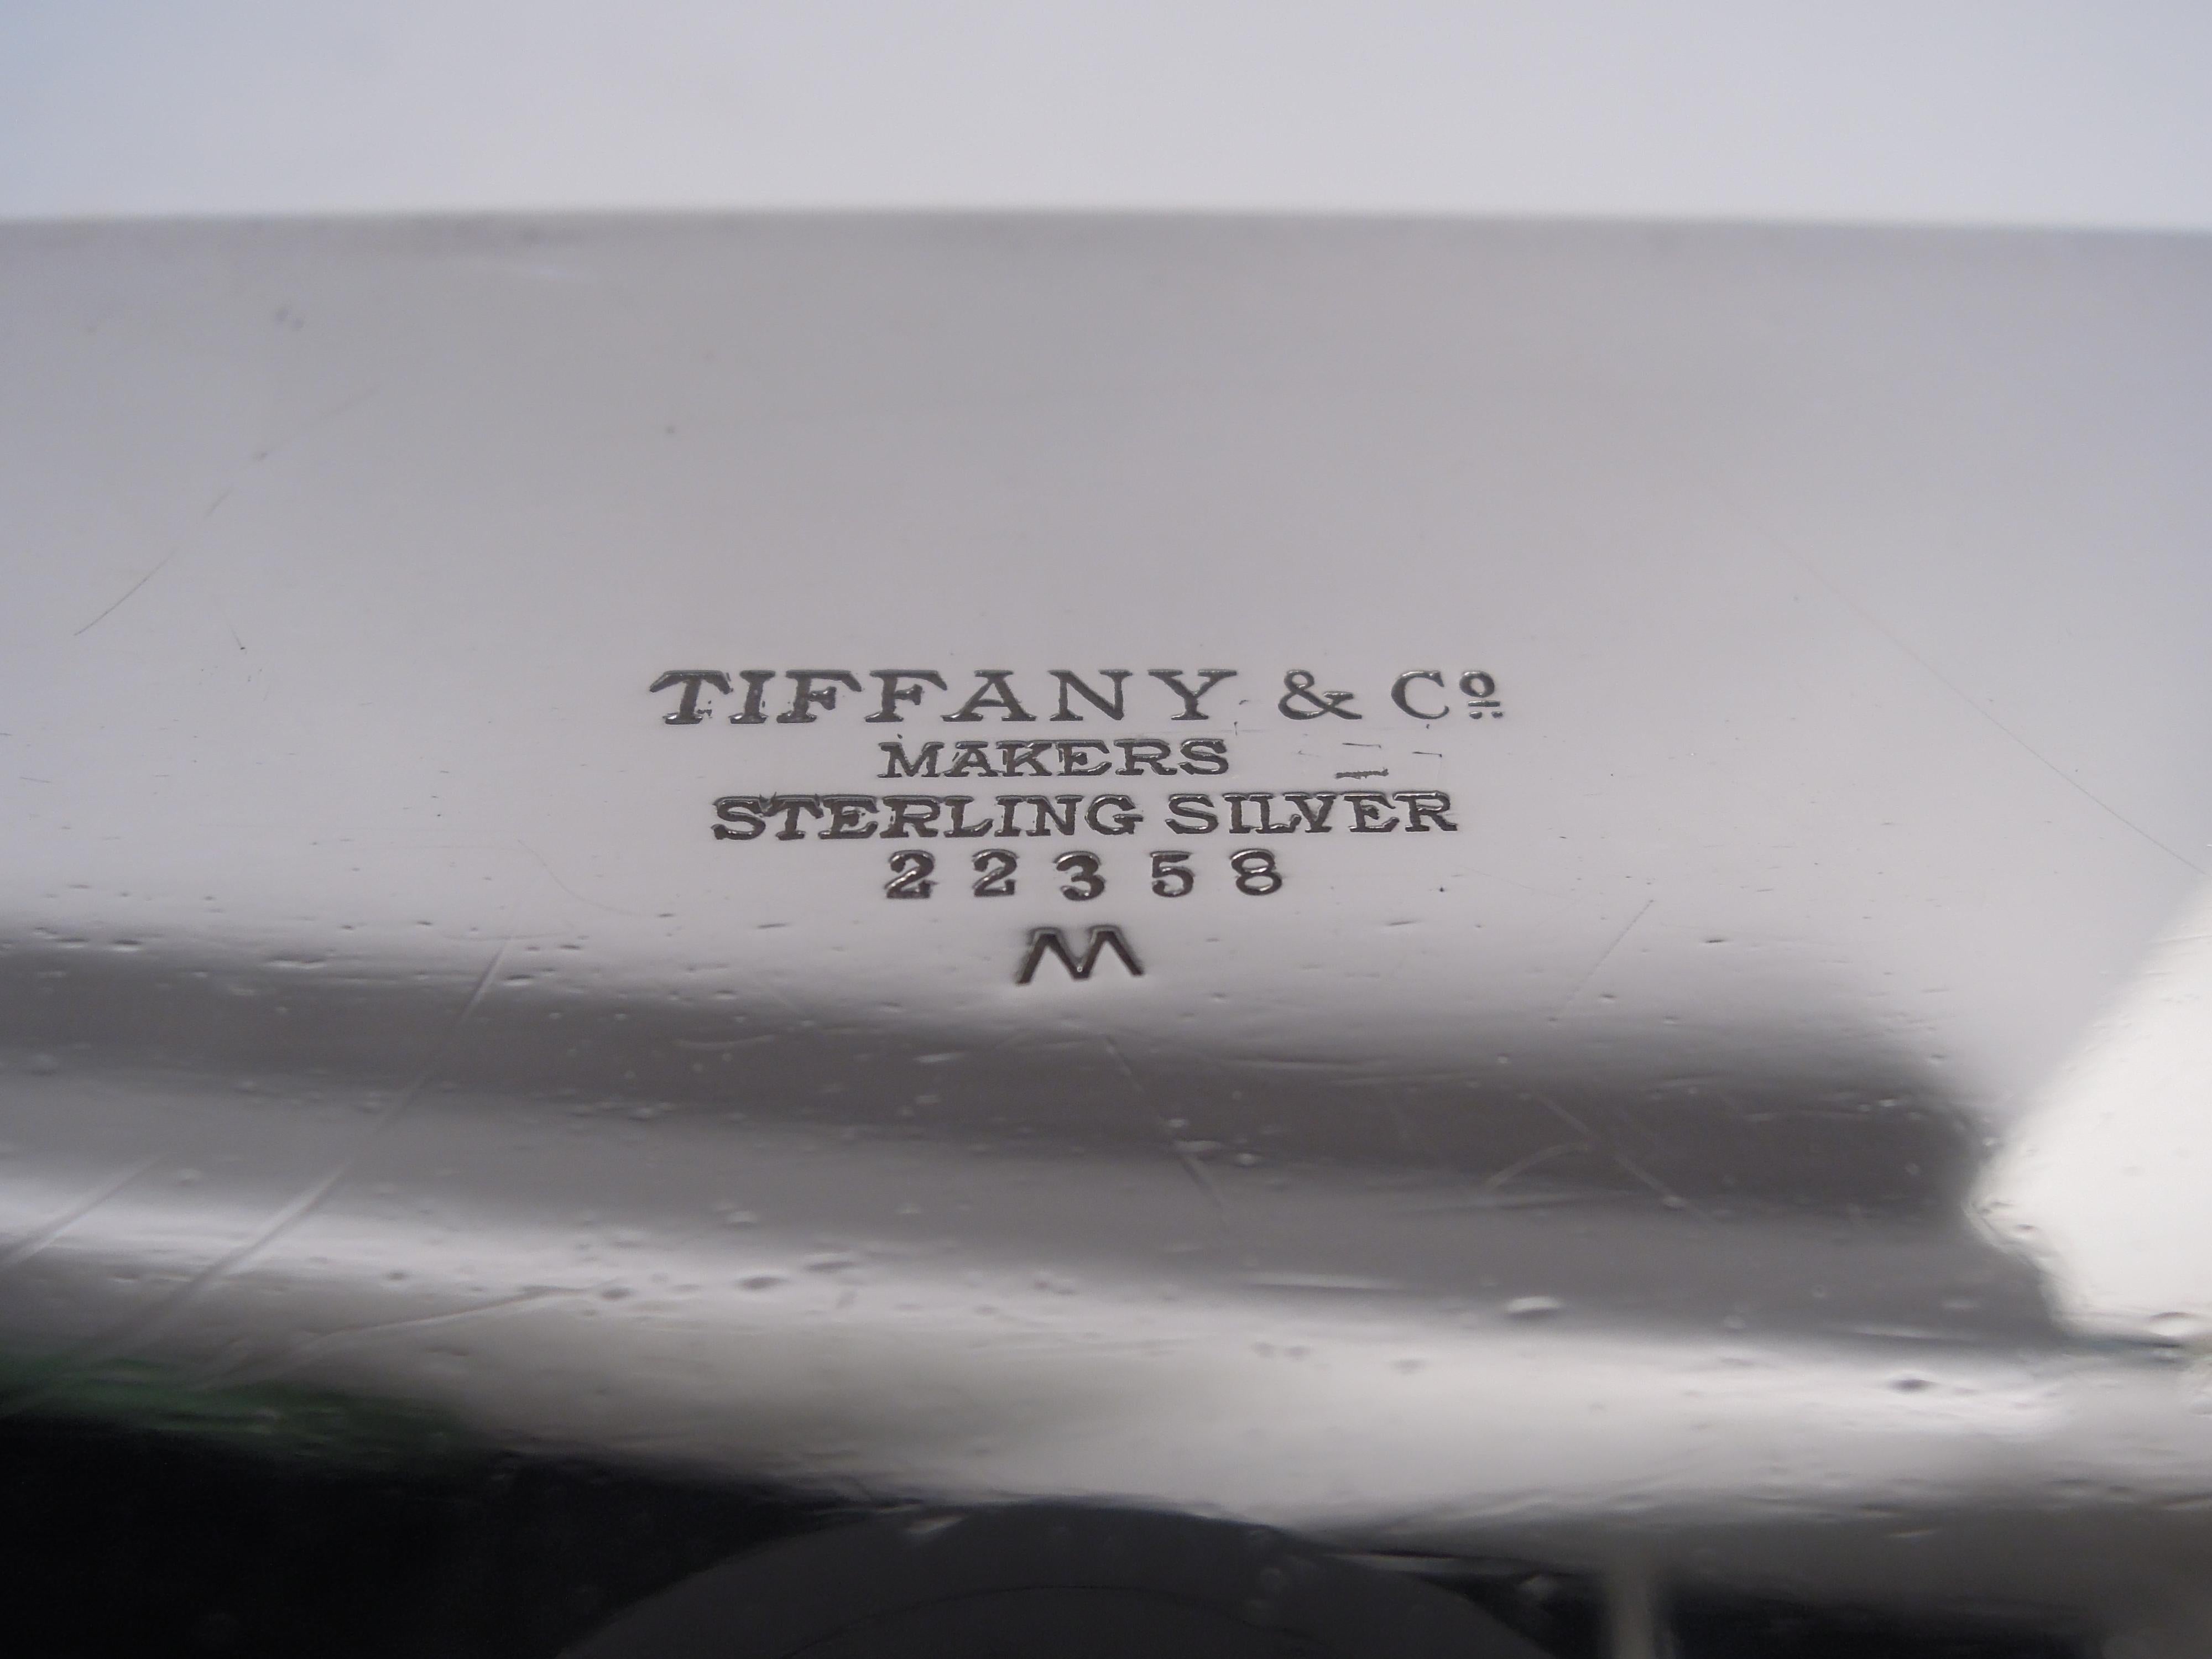 TIFFANY & Cº
MAKERS
STERLING SILVER
22358
M